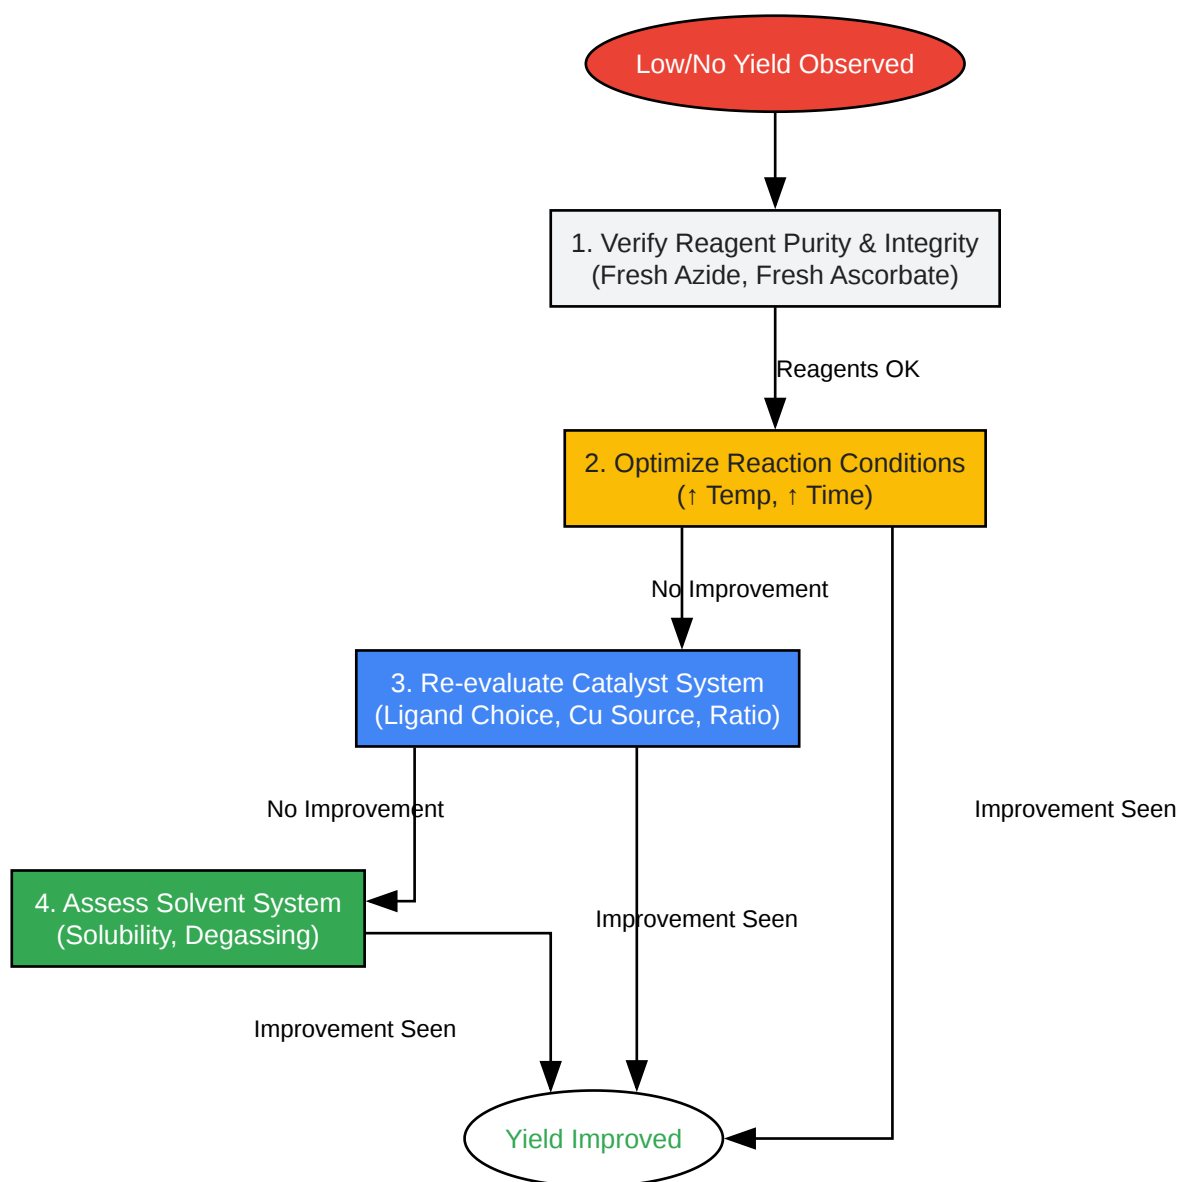 Low/No Yield Observed
1. Verify Reagent Purity & Integrity
(Fresh Azide, Fresh Ascorbate)
Reagents OK
2. Optimize Reaction Conditions
(↑ Temp, ↑ Time)
No Improvement
3. Re-evaluate Catalyst System
(Ligand Choice, Cu Source, Ratio)
No Improvement
Improvement Seen
4. Assess Solvent System
(Solubility, Degassing)
Improvement Seen
Improvement Seen
Yield Improved